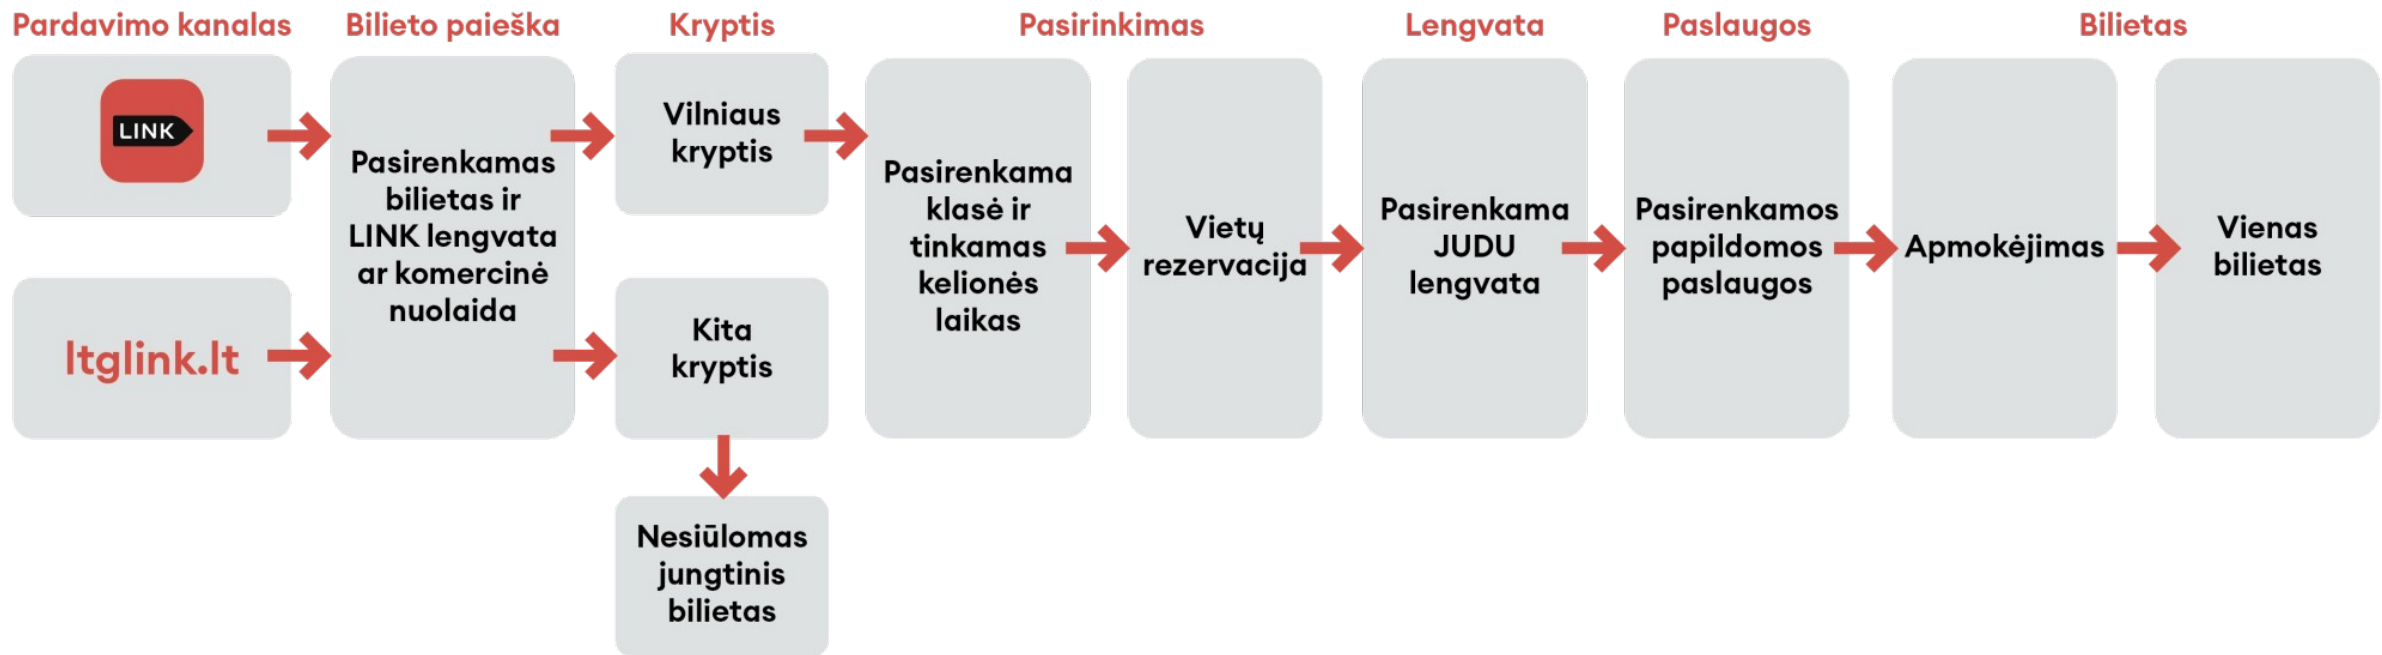 Pardavimo kanalas
Bilieto paieška
Kryptis
Pasirinkimas
Lengvata
Paslaugos
Bilietas
LINK
ltglink.lt
Pasirenkamas
bilietas ir
LINK lengvata
ar komercinė
nuolaida
Vilniaus
kryptis
Kita
kryptis
Nesiūlomas
jungtinis
bilietas
Pasirenkama
klasė ir
tinkamas
kelionės
laikas
Vietų
rezervacija
Pasirenkama
JUDU
lengvata
Pasirenkamos
papildomos
paslaugos
Apmokėjimas
Vienas
bilietas